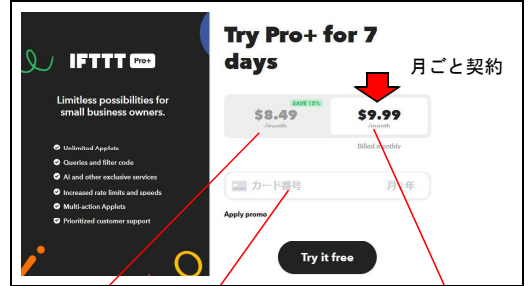 IFTTT Pro+
Limitless possibilities for
small business owners.
Unlimited Applets
Queries and filter code
AI and other exclusive services
Increased rate limits and speeds
Multi-action Applets
Prioritized customer support
Try Pro+ for 7
days
月ごと契約
SAVE 15%
$8.49
/month
$9.99
/month
Billed monthly
カード番号
月/年
Apply promo
Try it free